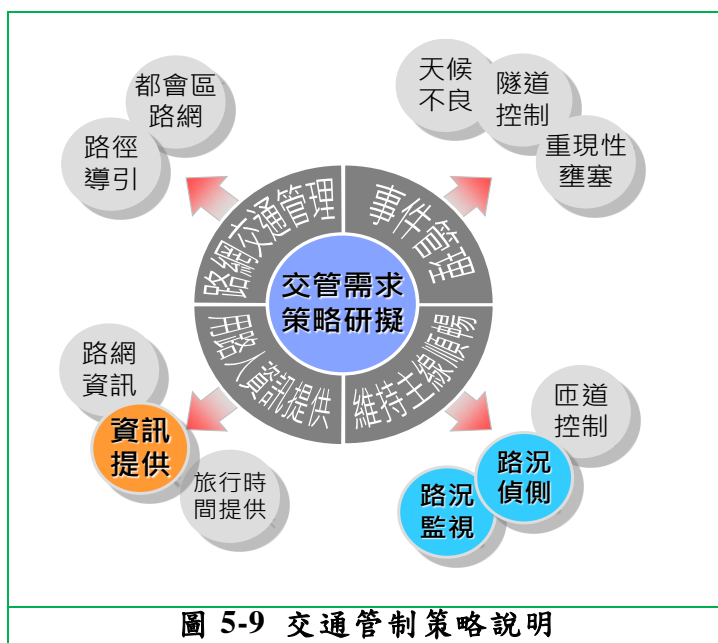 都會區
路網
路徑
導引
天候
不良
隧道
控制
重現性
壅塞
路網交通管理
事件管理
交管需求
策略研擬
用路人資訊提供
維持主線順暢
路網
資訊
資訊
提供
旅行時
間提供
匝道
控制
路況
偵側
路況
監視
圖 5-9 交通管制策略說明